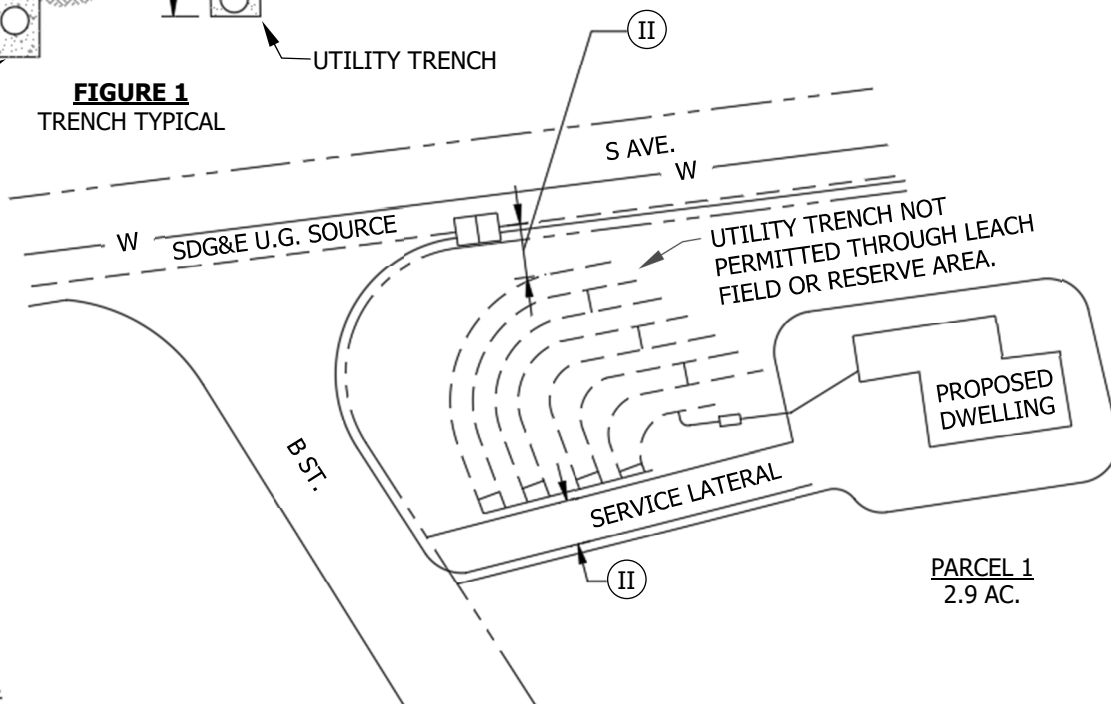 II
UTILITY TRENCH
FIGURE 1
TRENCH TYPICAL
S AVE.
W
W
SDG&E U.G. SOURCE
UTILITY TRENCH NOT
PERMITTED THROUGH LEACH
FIELD OR RESERVE AREA.
PROPOSED
DWELLING
B ST.
SERVICE LATERAL
II
PARCEL 1
2.9 AC.